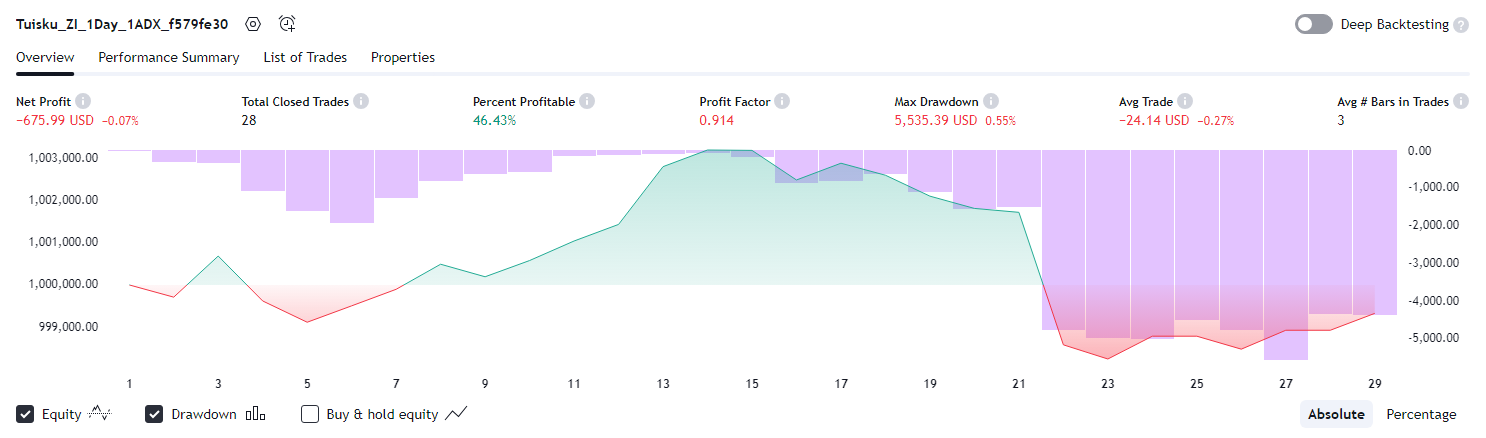 Tuisku_ZI_1Day_1ADX_f579fe30 Deep Backtesting ?
Overview Performance Summary List of Trades Properties
Net Profit i Total Closed Trades i Percent Profitable i Profit Factor i Max Drawdown i Avg Trade i Avg # Bars in Trades i
−675.99 USD −0.07% 28 46.43% 0.914 5,535.39 USD 0.55% −24.14 USD −0.27% 3
1,003,000.00 0.00
1,002,000.00 -1,000.00
1,001,000.00 -2,000.00
1,000,000.00 -3,000.00
999,000.00 -4,000.00
-5,000.00
1 3 5 7 9 11 13 15 17 19 21 23 25 27 29
Equity Drawdown Buy & hold equity Absolute Percentage